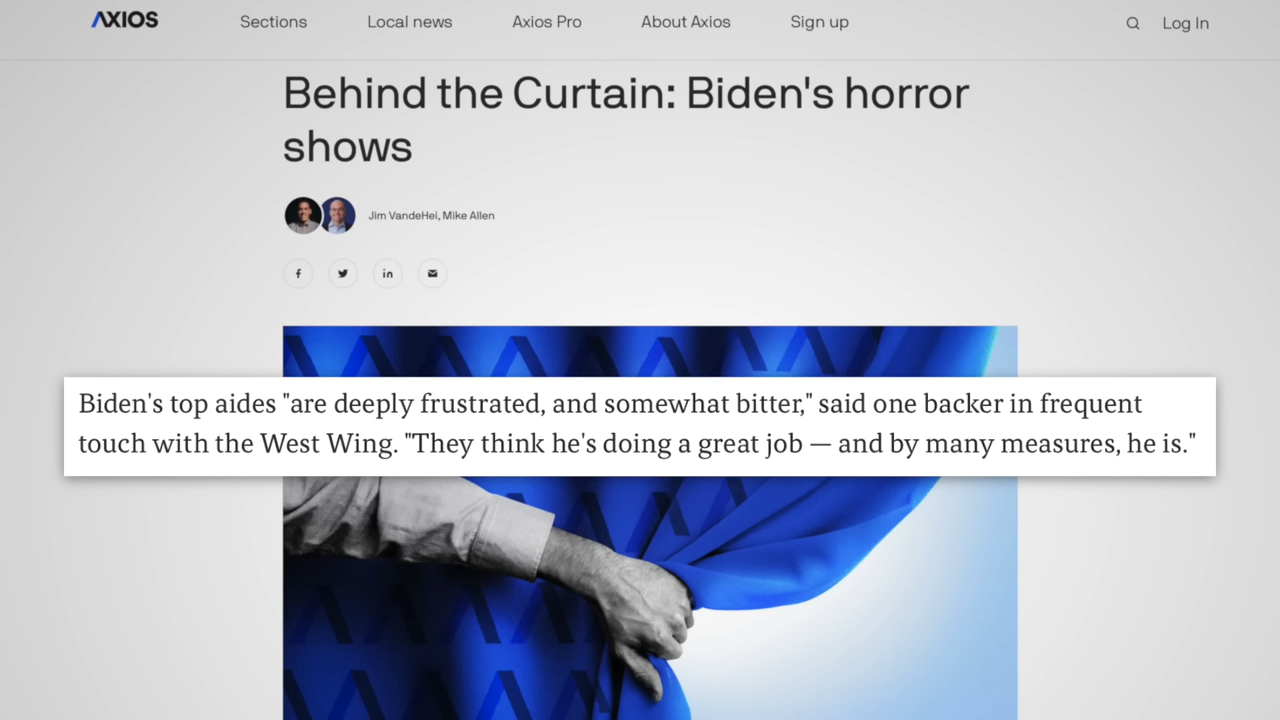 AXIOS Sections Local news Axios Pro About Axios Sign up Log In
Behind the Curtain: Biden's horror
shows
Jim VandeHei, Mike Allen
Biden's top aides "are deeply frustrated, and somewhat bitter," said one backer in frequent
touch with the West Wing. "They think he's doing a great job — and by many measures, he is."